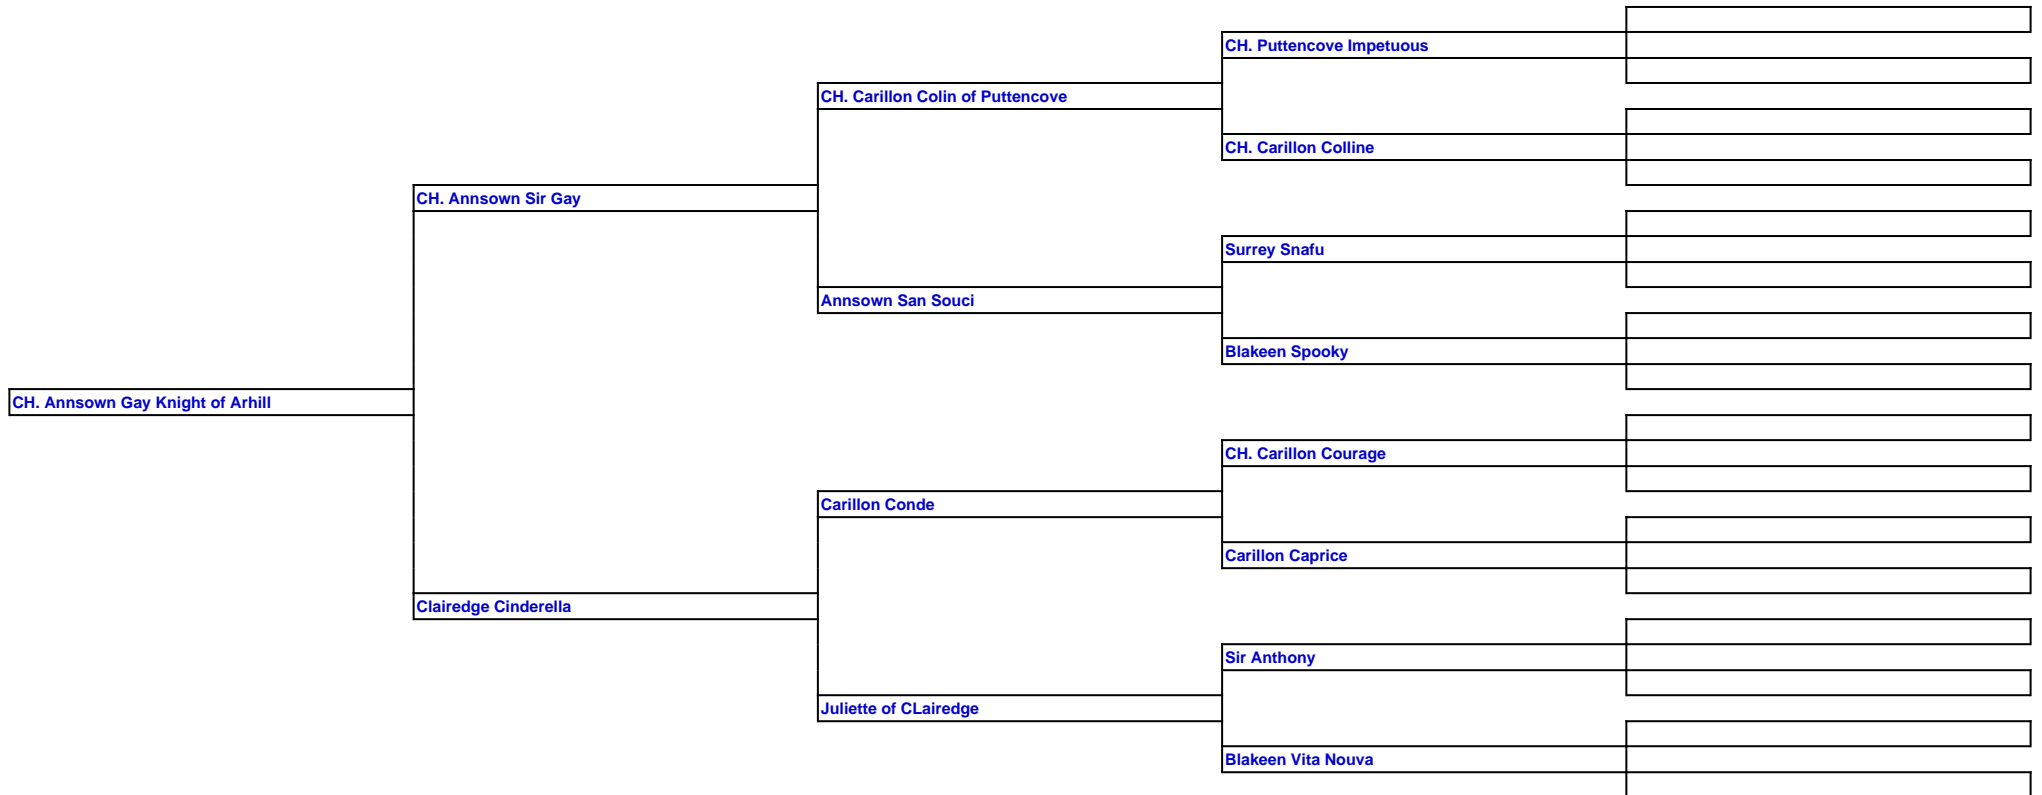 CH. Puttencove Impetuous
CH. Carillon Colin of Puttencove
CH. Carillon Colline
CH. Annsown Sir Gay
Surrey Snafu
Annsown San Souci
Blakeen Spooky
CH. Annsown Gay Knight of Arhill
CH. Carillon Courage
Carillon Conde
Carillon Caprice
Clairedge Cinderella
Sir Anthony
Juliette of CLairedge
Blakeen Vita Nouva